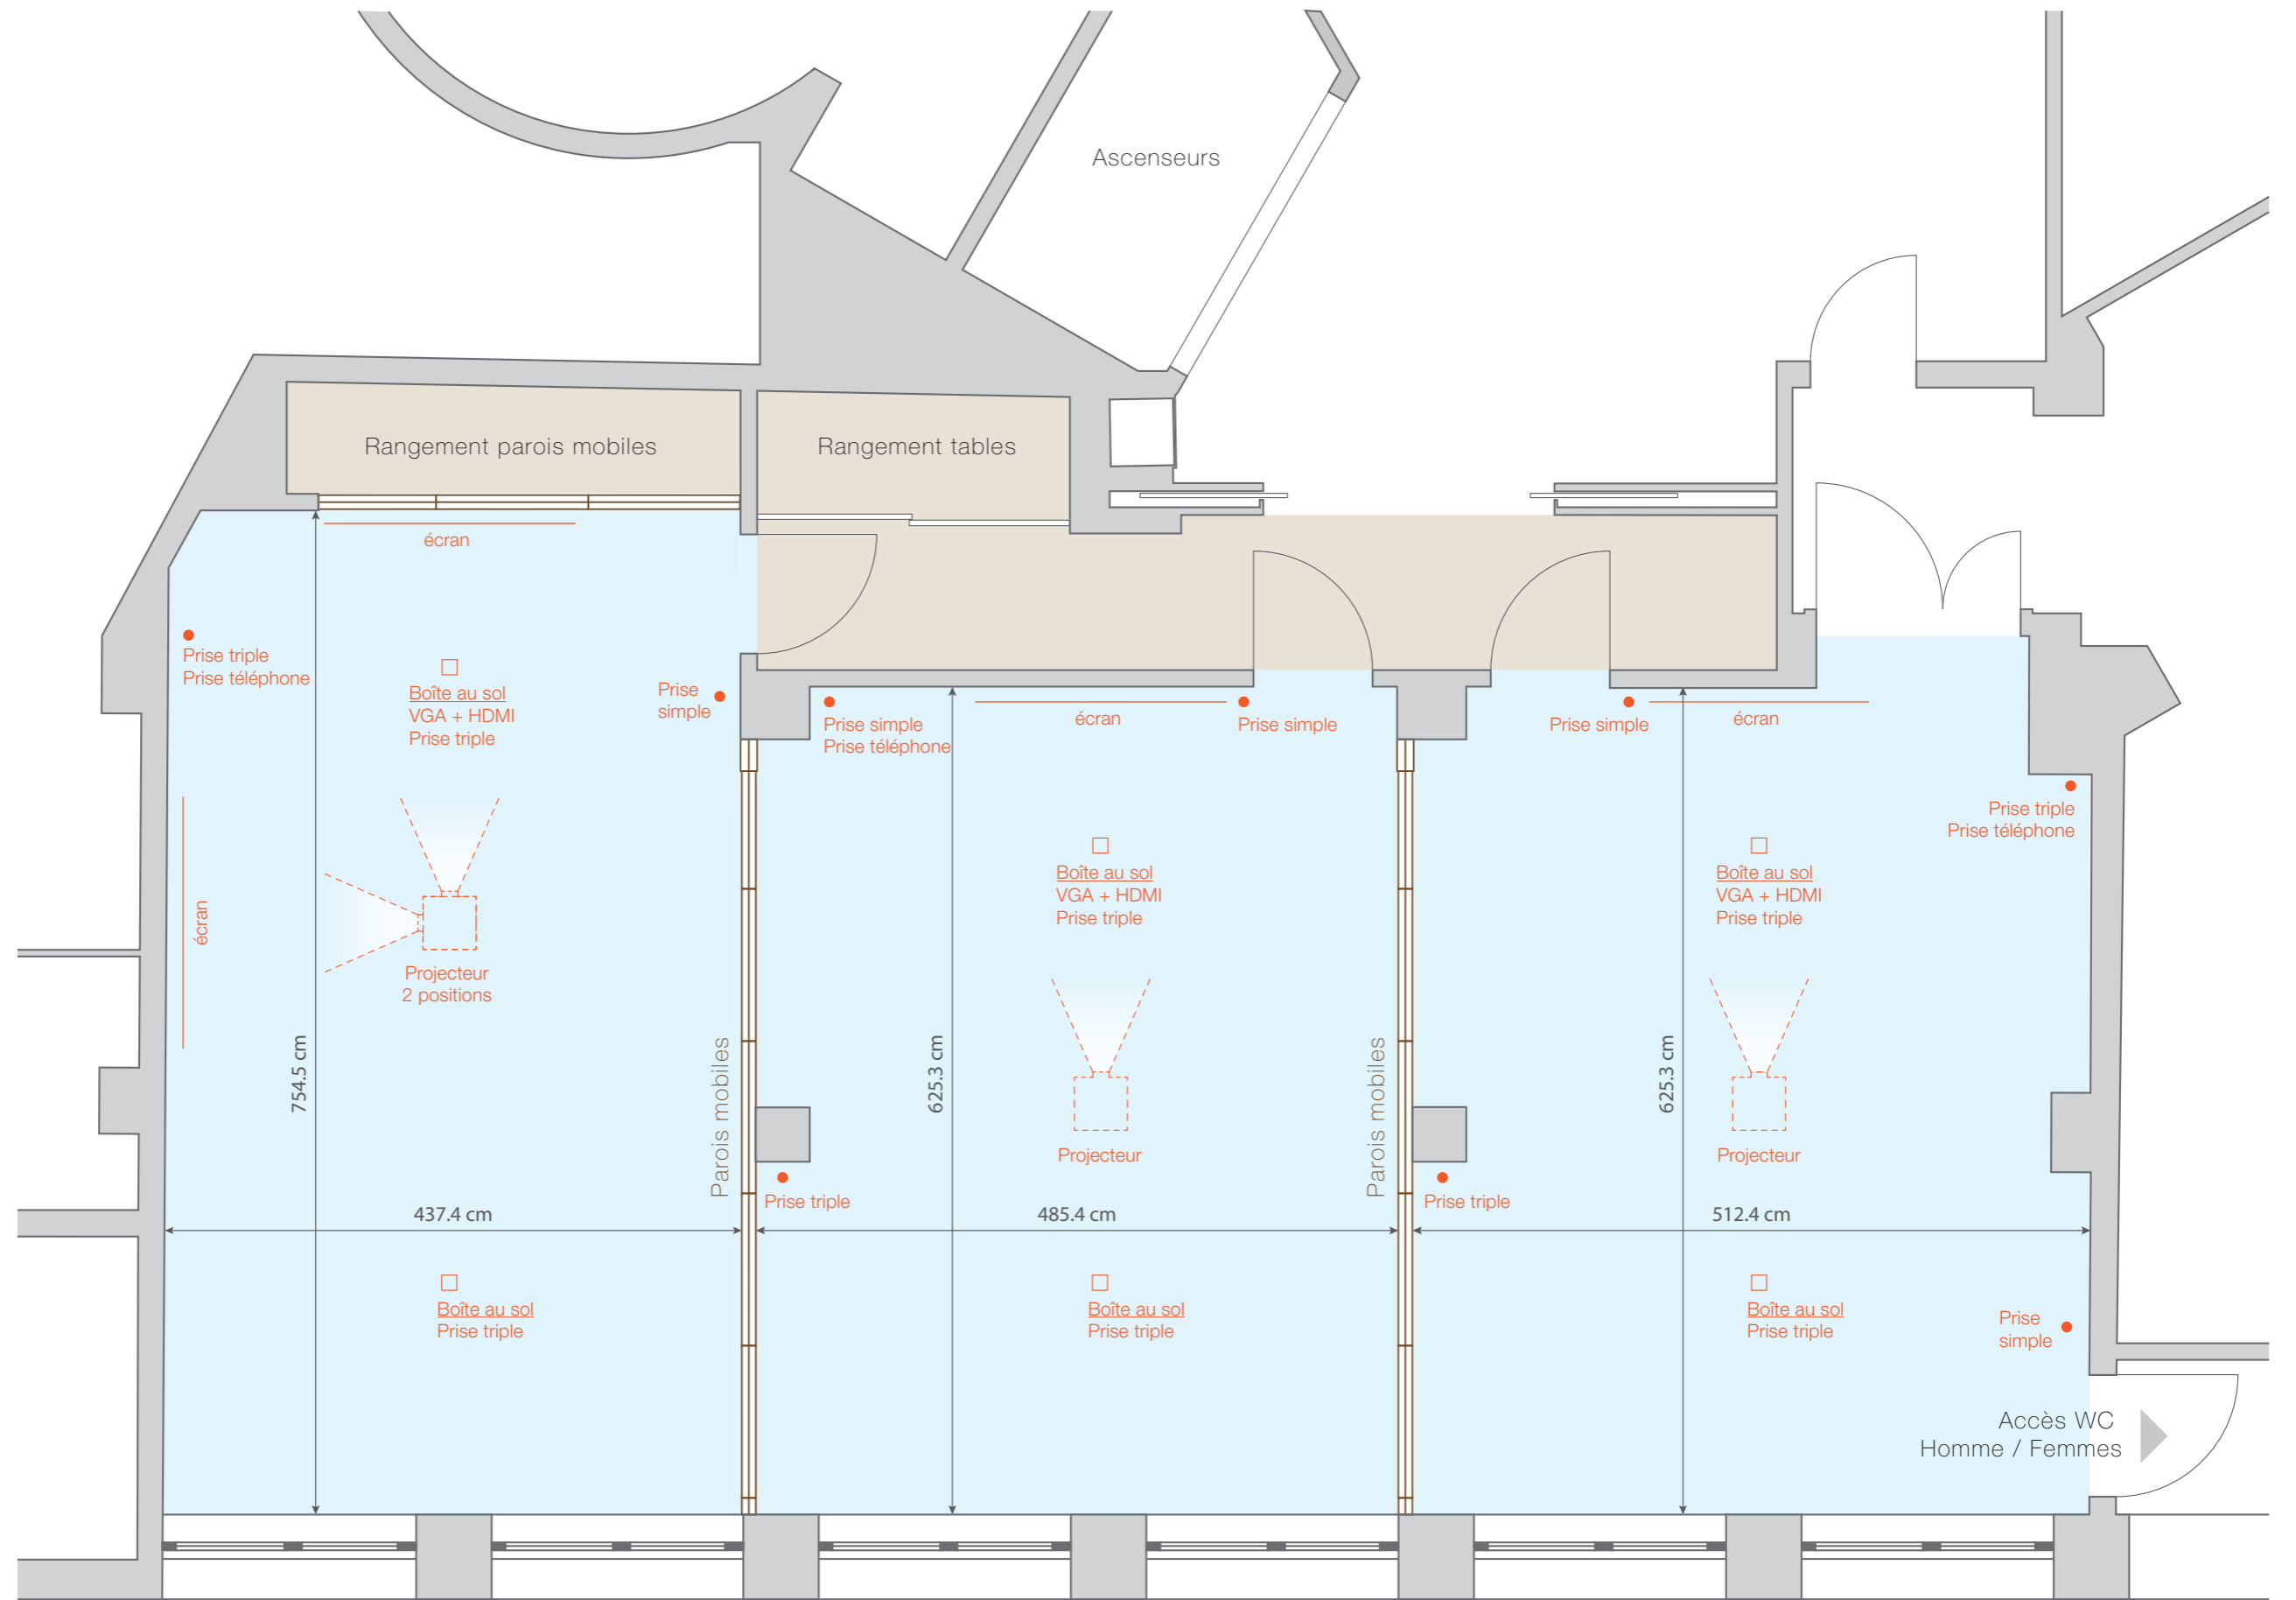 Ascenseurs
Rangement parois mobiles
Rangement tables
écran
Prise triple
Prise téléphone
Boîte au sol
VGA + HDMI
Prise triple
Prise
simple
écran
Projecteur
2 positions
754.5 cm
437.4 cm
Boîte au sol
Prise triple
Parois mobiles
Prise simple
Prise téléphone
écran
Prise simple
Boîte au sol
VGA + HDMI
Prise triple
625.3 cm
Projecteur
Prise triple
485.4 cm
Boîte au sol
Prise triple
Parois mobiles
Prise simple
écran
Prise triple
Prise téléphone
Boîte au sol
VGA + HDMI
Prise triple
625.3 cm
Projecteur
Prise triple
512.4 cm
Boîte au sol
Prise triple
Prise
simple
Accès WC
Homme / Femmes